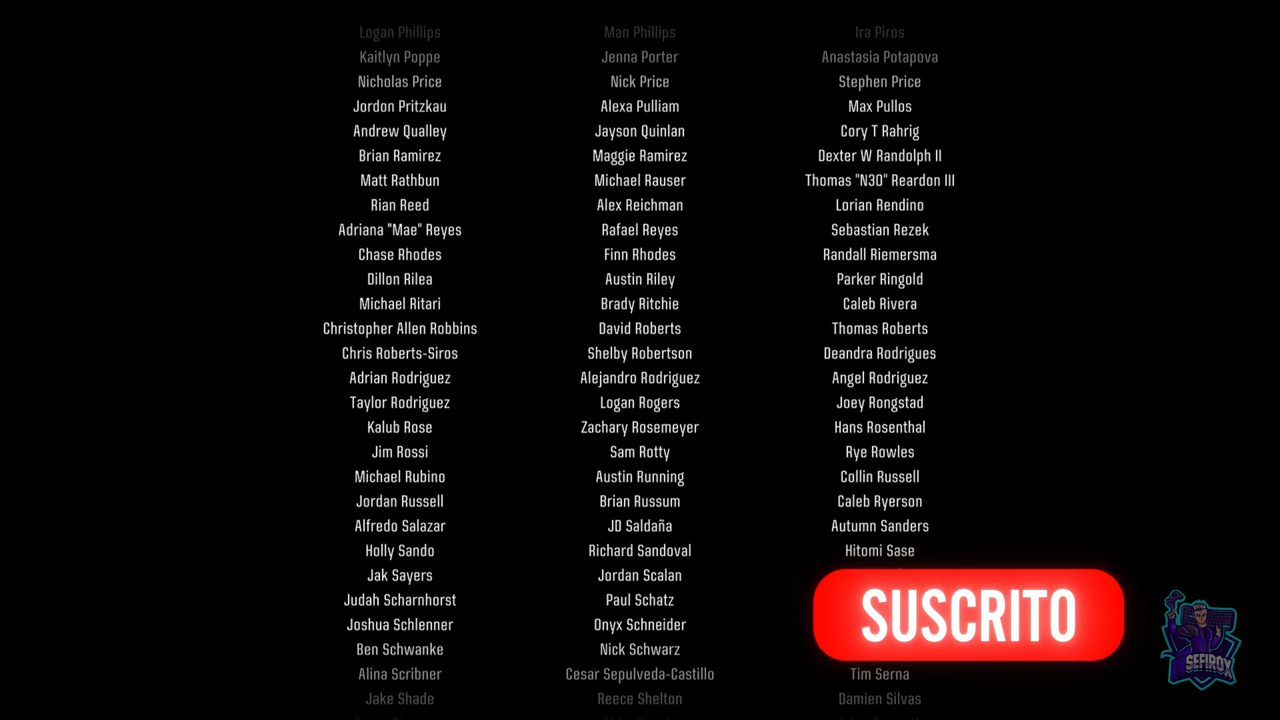 Logan Phillips Man Phillips Ira Piros
Kaitlyn Poppe Jenna Porter Anastasia Potapova
Nicholas Price Nick Price Stephen Price
Jordon Pritzkau Alexa Pulliam Max Pullos
Andrew Qualley Jayson Quinlan Cory T Rahrig
Brian Ramirez Maggie Ramirez Dexter W Randolph II
Matt Rathbun Michael Rauser Thomas "N30" Reardon III
Rian Reed Alex Reichman Lorian Rendino
Adriana "Mae" Reyes Rafael Reyes Sebastian Rezek
Chase Rhodes Finn Rhodes Randall Riemersma
Dillon Rilea Austin Riley Parker Ringold
Michael Ritari Brady Ritchie Caleb Rivera
Christopher Allen Robbins David Roberts Thomas Roberts
Chris Roberts-Siros Shelby Robertson Deandra Rodrigues
Adrian Rodriguez Alejandro Rodriguez Angel Rodriguez
Taylor Rodriguez Logan Rogers Joey Rongstad
Kalub Rose Zachary Rosemeyer Hans Rosenthal
Jim Rossi Sam Rotty Rye Rowles
Michael Rubino Austin Running Collin Russell
Jordan Russell Brian Russum Caleb Ryerson
Alfredo Salazar JD Saldaña Autumn Sanders
Holly Sando Richard Sandoval Hitomi Sase
Jak Sayers Jordan Scalan
Judah Scharnhorst Paul Schatz
Joshua Schlenner Onyx Schneider
Ben Schwanke Nick Schwarz
Alina Scribner Cesar Sepulveda-Castillo Tim Serna
Jake Shade Reece Shelton Damien Silvas
SUSCRITO
SEFIROX